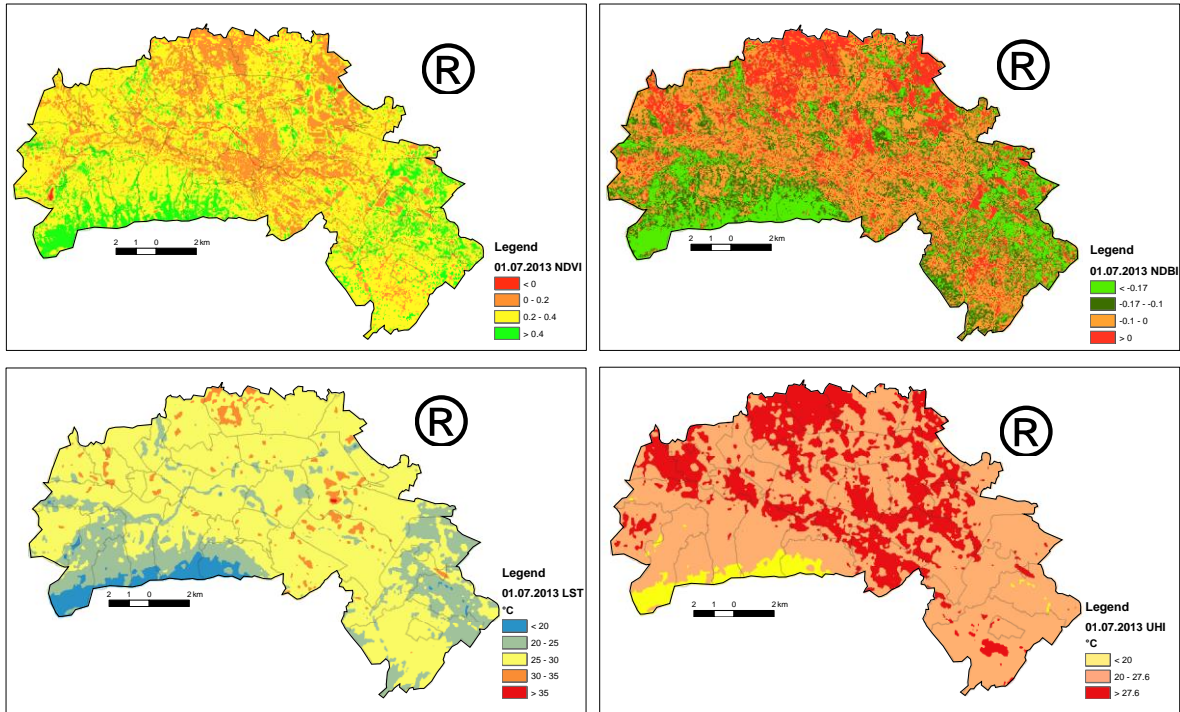 R
2 1 0 2 km
Legend
01.07.2013 NDVI
< 0
0 - 0.2
0.2 - 0.4
> 0.4
R
2 1 0 2 km
Legend
01.07.2013 NDBI
< -0.17
-0.17 - -0.1
-0.1 - 0
> 0
R
2 1 0 2 km
Legend
01.07.2013 LST
°C
< 20
20 - 25
25 - 30
30 - 35
> 35
R
2 1 0 2 km
Legend
01.07.2013 UHI
°C
< 20
20 - 27.6
> 27.6